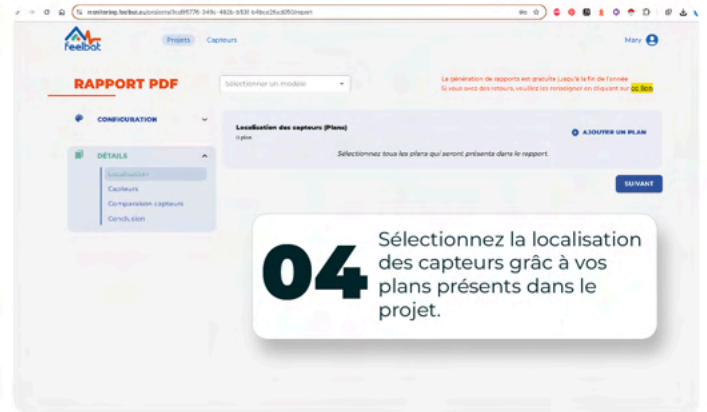 feelbat
Projets
Capteurs
Mary
RAPPORT PDF
Sélectionner un modèle
La génération de rapports est gratuite jusqu'à la fin de l'année
Si vous avez des retours, veuillez les renseigner en cliquant sur ce lien
CONFIGURATION
Localisation des capteurs (Plans)
0 plan
AJOUTER UN PLAN
Sélectionnez tous les plans qui seront présents dans le rapport.
DÉTAILS
Localisation
Capteurs
Comparaison capteurs
Conclusion
SUIVANT
04
Sélectionnez la localisation
des capteurs grâc à vos
plans présents dans le
projet.